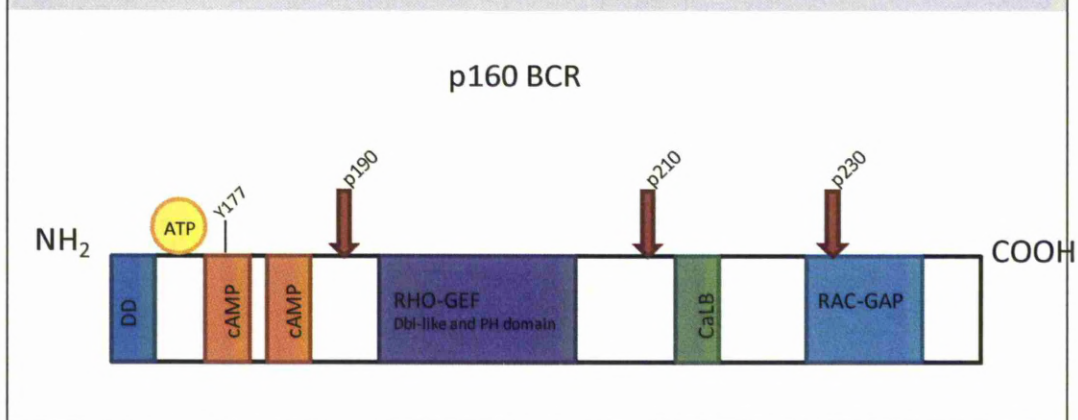 p160 BCR
p190
p210
p230
Y177
ATP
NH2
COOH
DD
cAMP
cAMP
RHO-GEF
Dbl-like and PH domain
CaLB
RAC-GAP